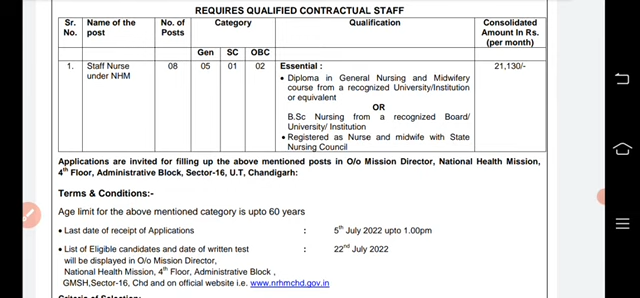 REQUIRES QUALIFIED CONTRACTUAL STAFF
Sr. No. Name of the post No. of Posts Category Qualification Consolidated Amount In Rs. (per month)
Gen SC OBC
1. Staff Nurse under NHM 08 05 01 02 Essential : 21,130/-
• Diploma in General Nursing and Midwifery
course from a recognized University/Institution
or equivalent
OR
B.Sc Nursing from a recognized Board/
University/ Institution
• Registered as Nurse and midwife with State
Nursing Council
Applications are invited for filling up the above mentioned posts in O/o Mission Director, National Health Mission,
4th Floor, Administrative Block, Sector-16, U.T, Chandigarh:
Terms & Conditions:-
Age limit for the above mentioned category is upto 60 years
• Last date of receipt of Applications : 5th July 2022 upto 1.00pm
• List of Eligible candidates and date of written test : 22nd July 2022
will be displayed in O/o Mission Director,
National Health Mission, 4th Floor, Administrative Block ,
GMSH,Sector-16, Chd and on official website i.e. www.nrhmchd.gov.in